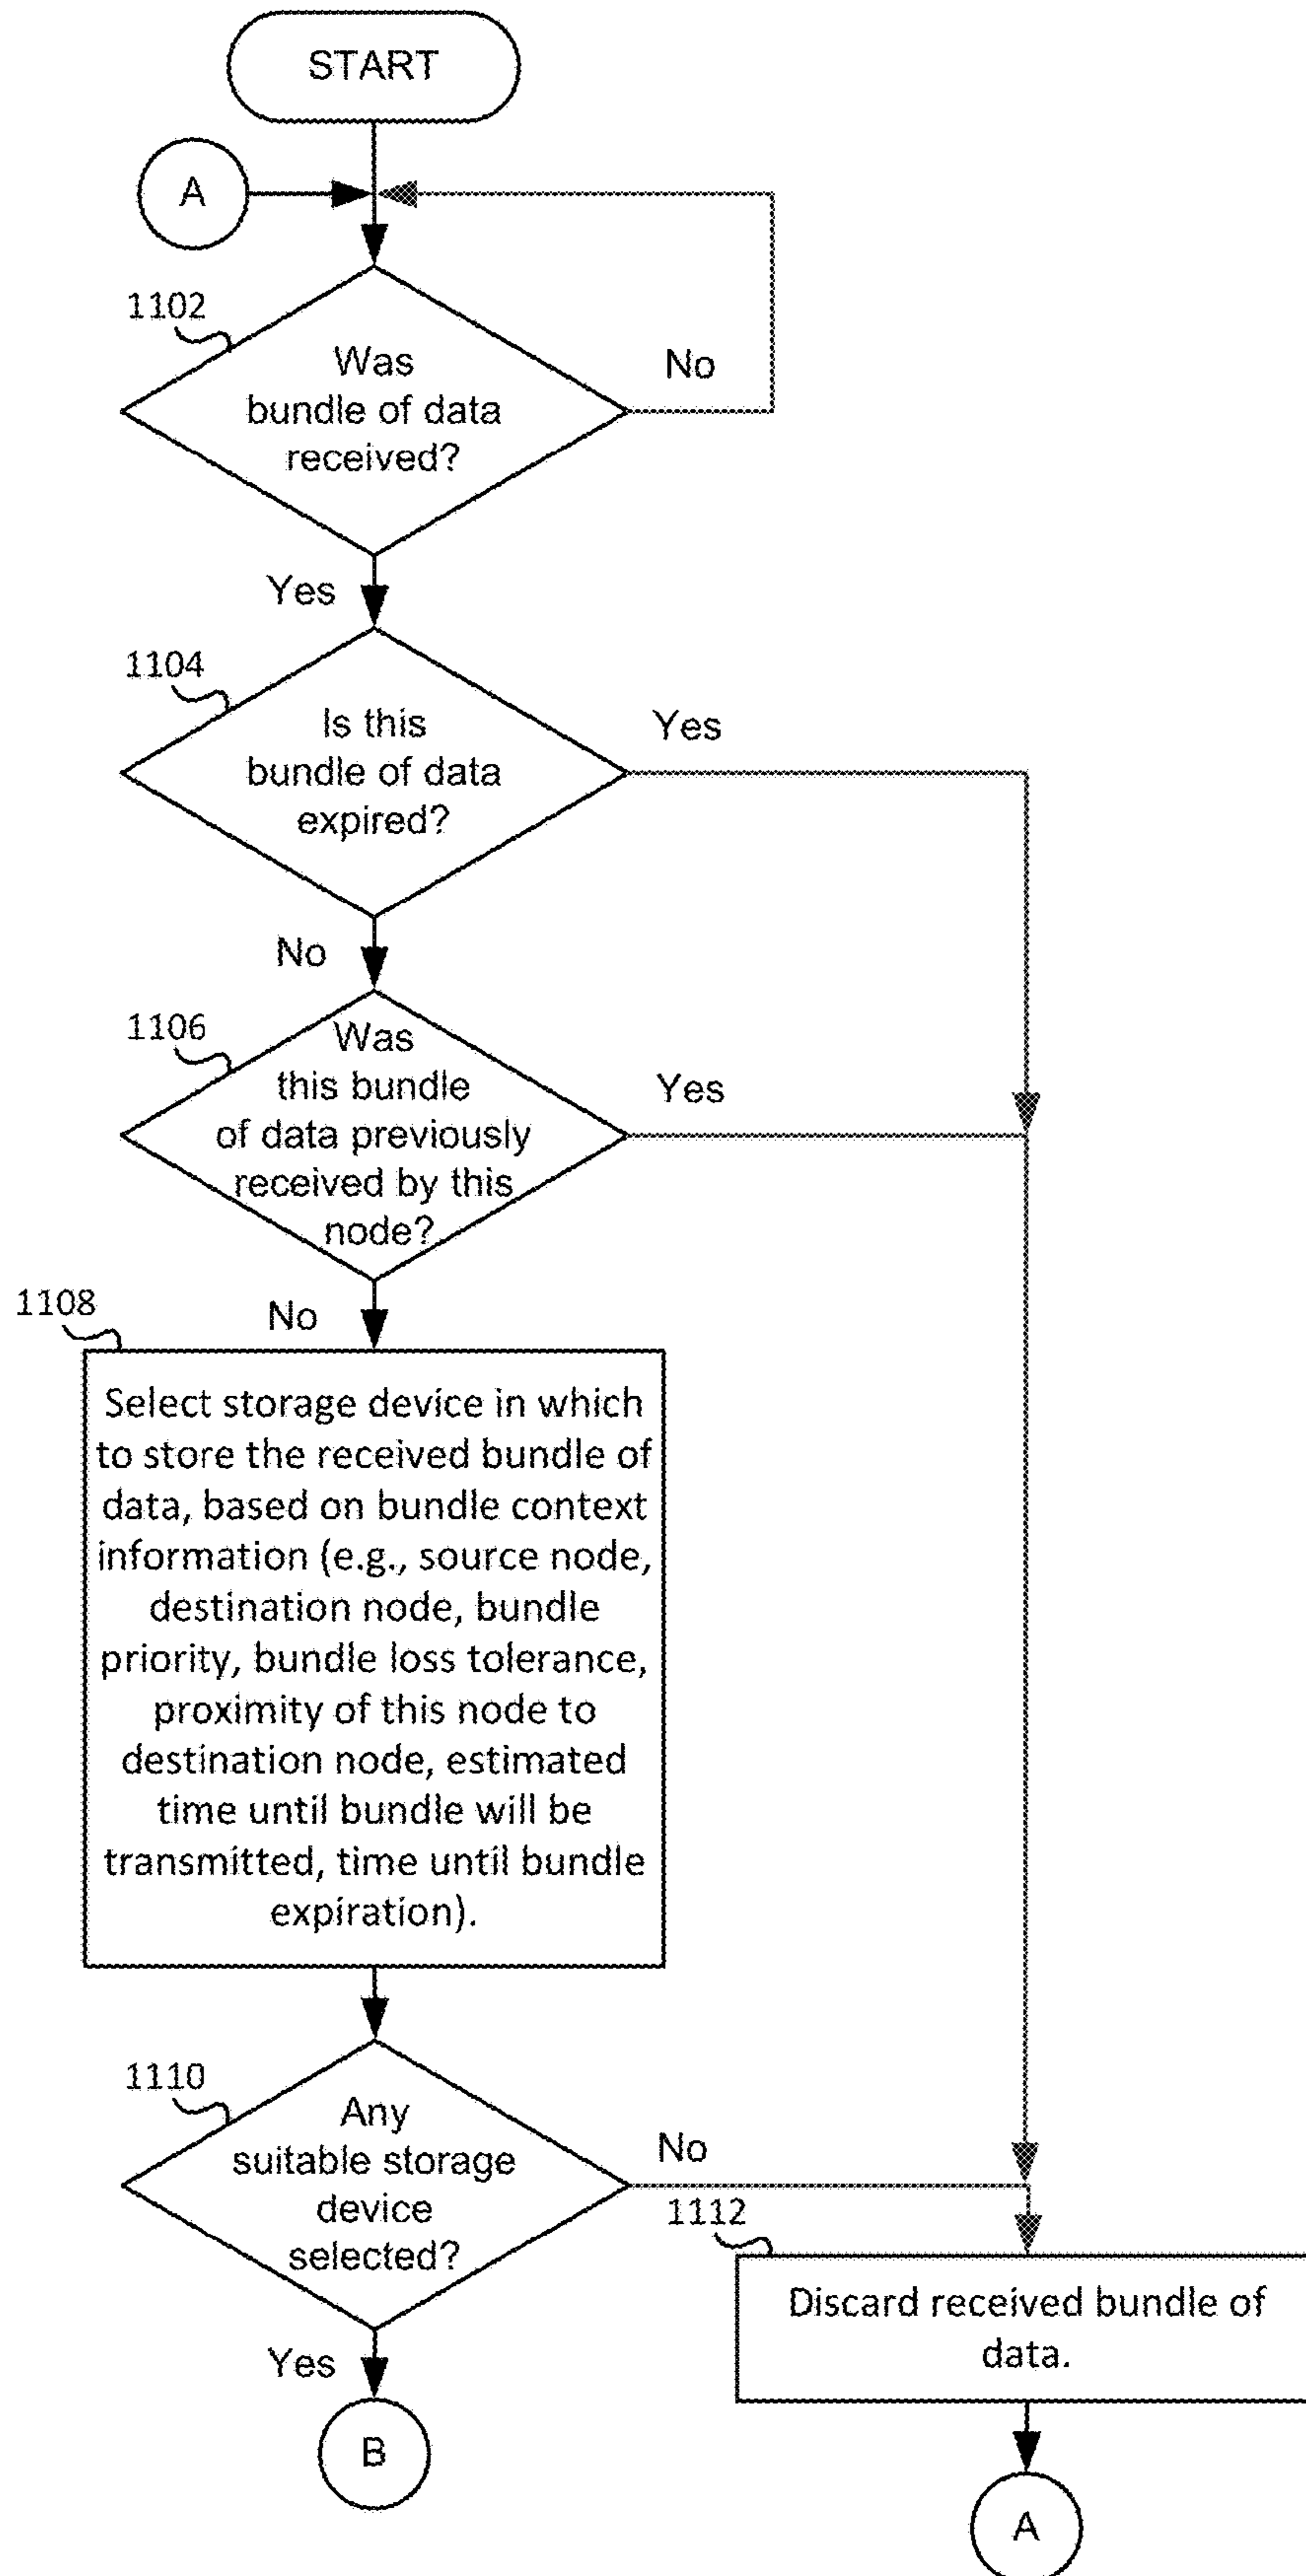 START
A
1102
Was
bundle of data
received?
No
Yes
1104
Is this
bundle of data
expired?
Yes
No
1106
Was
this bundle
of data previously
received by this
node?
Yes
No
1108
Select storage device in which
to store the received bundle of
data, based on bundle context
information (e.g., source node,
destination node, bundle
priority, bundle loss tolerance,
proximity of this node to
destination node, estimated
time until bundle will be
transmitted, time until bundle
expiration).
1110
Any
suitable storage
device
selected?
No
Yes
1112
Discard received bundle of
data.
B
A